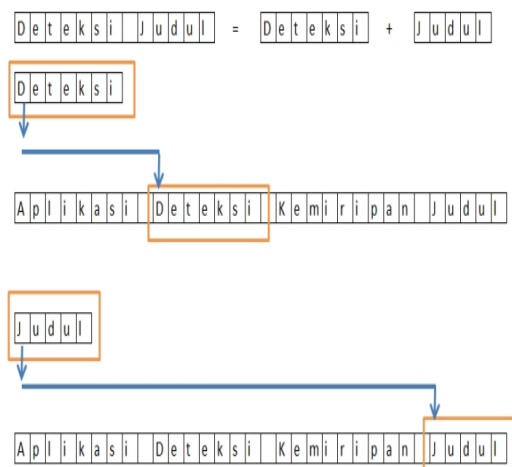 Deteksi Judul = Deteksi + Judul
Deteksi
Aplikasi Deteksi Kemiripan Judul
Judul
Aplikasi Deteksi Kemiripan Judul